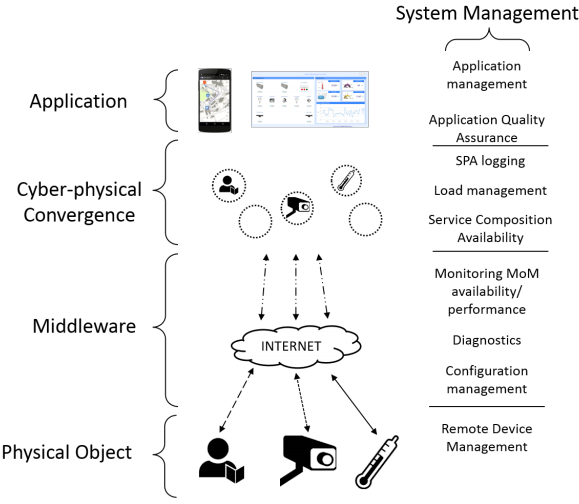 System Management
Application
management
Application
Application Quality
Assurance
SPA logging
Cyber-physical
Convergence
Load management
Service Composition
Availability
Monitoring MoM
availability/
performance
Middleware
INTERNET
Diagnostics
Configuration
management
Physical Object
Remote Device
Management